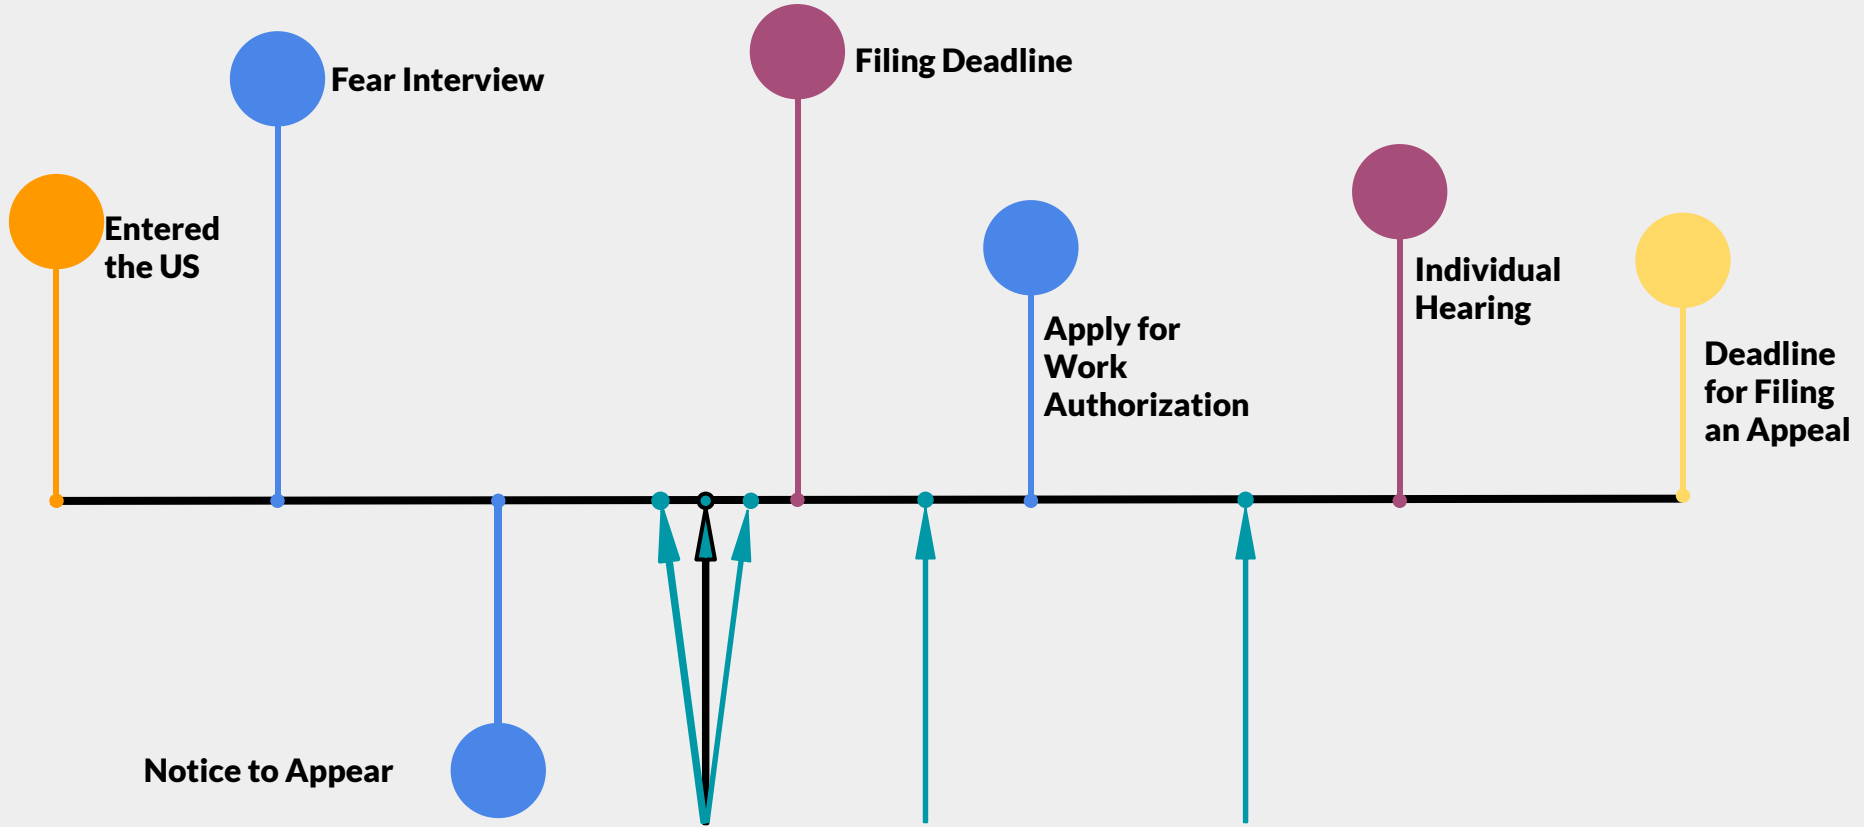 Entered
the US
Fear Interview
Notice to Appear
Filing Deadline
Apply for
Work
Authorization
Individual
Hearing
Deadline
for Filing
an Appeal